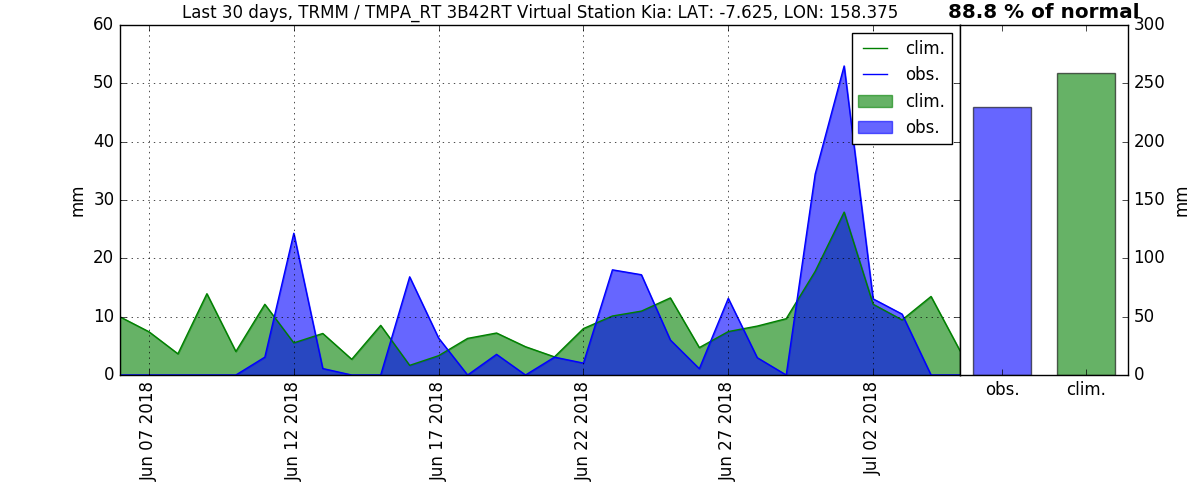 Last 30 days, TRMM / TMPA_RT 3B42RT Virtual Station Kia: LAT: -7.625, LON: 158.375
88.8 % of normal
60
50
40
30
20
10
0
mm
clim.
obs.
clim.
obs.
Jun 07 2018
Jun 12 2018
Jun 17 2018
Jun 22 2018
Jun 27 2018
Jul 02 2018
300
250
200
150
100
50
0
mm
obs.
clim.